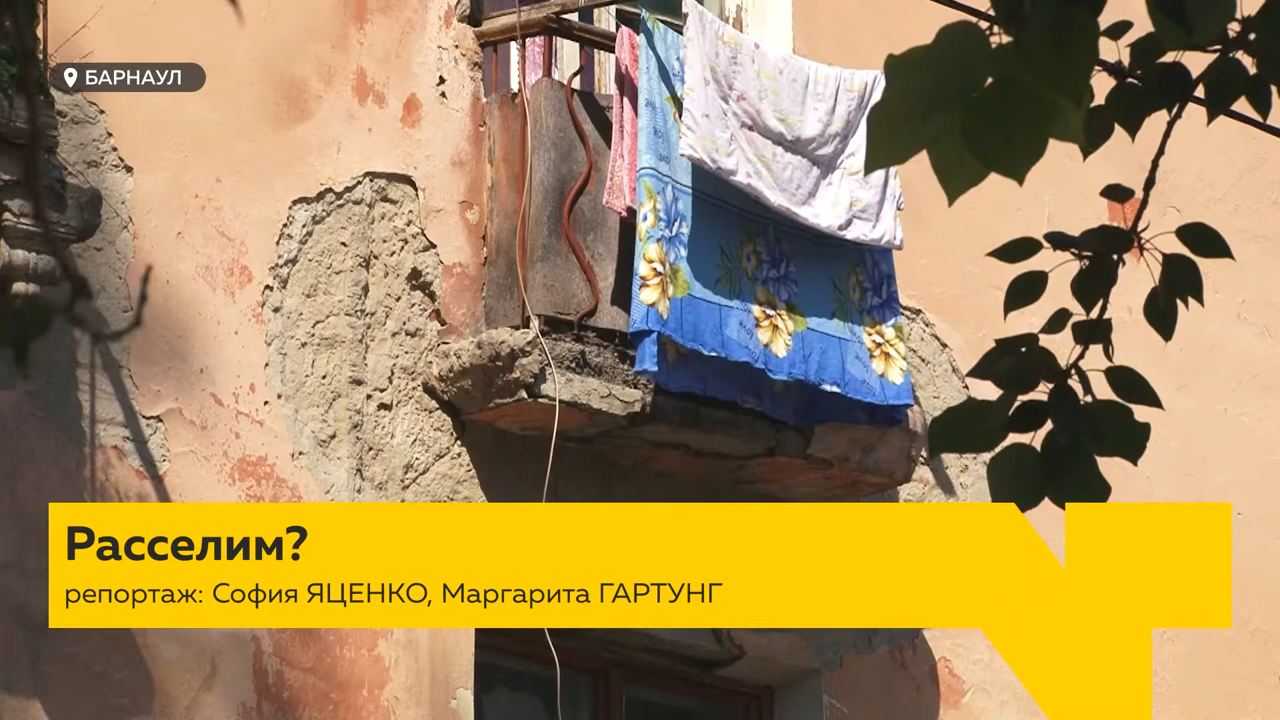 БАРНАУЛ
Расселим?
репортаж: София ЯЦЕНКО, Маргарита ГАРТУНГ